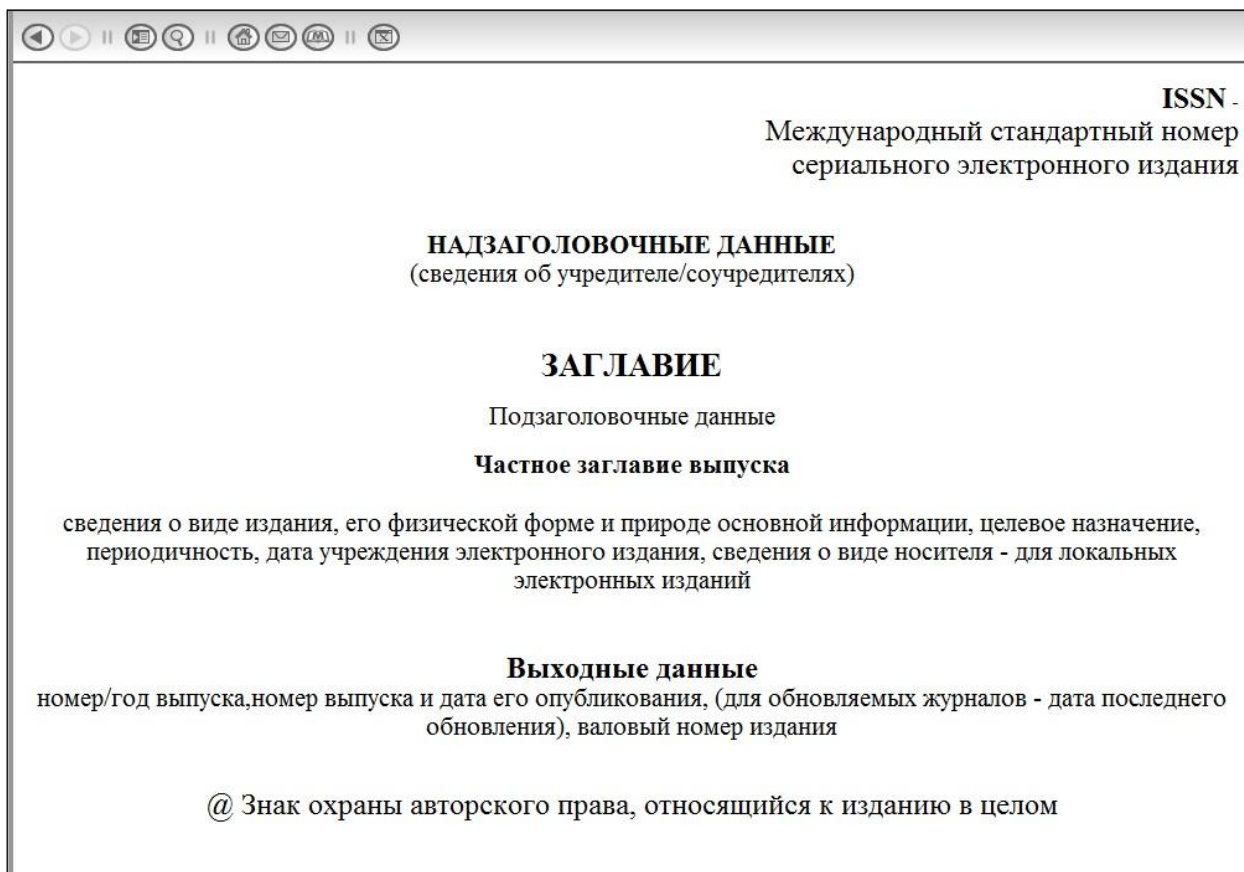 ISSN -
Международный стандартный номер
сериального электронного издания
НАДЗАГОЛОВОЧНЫЕ ДАННЫЕ
(сведения об учредителе/соучредителях)
ЗАГЛАВИЕ
Подзаголовочные данные
Частное заглавие выпуска
сведения о виде издания, его физической форме и природе основной информации, целевое назначение,
периодичность, дата учреждения электронного издания, сведения о виде носителя - для локальных
электронных изданий
Выходные данные
номер/год выпуска,номер выпуска и дата его опубликования, (для обновляемых журналов - дата последнего
обновления), валовый номер издания
@ Знак охраны авторского права, относящийся к изданию в целом